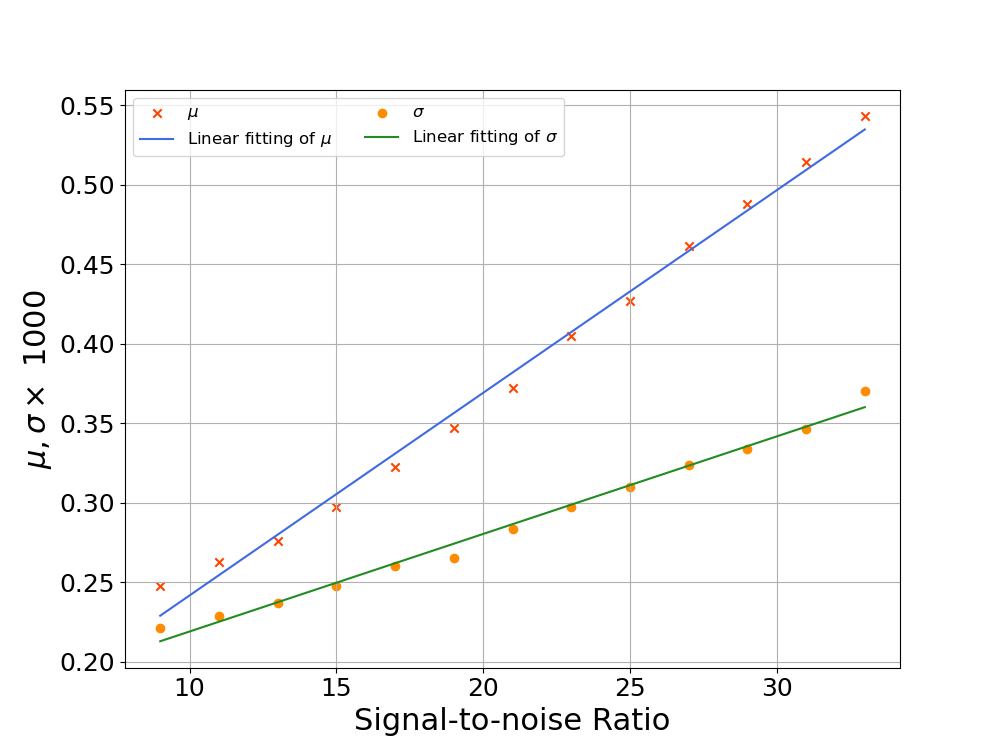 μ
Linear fitting of μ
σ
Linear fitting of σ
0.55
0.50
0.45
0.40
0.35
0.30
0.25
0.20
μ, σ × 1000
10 15 20 25 30
Signal-to-noise Ratio